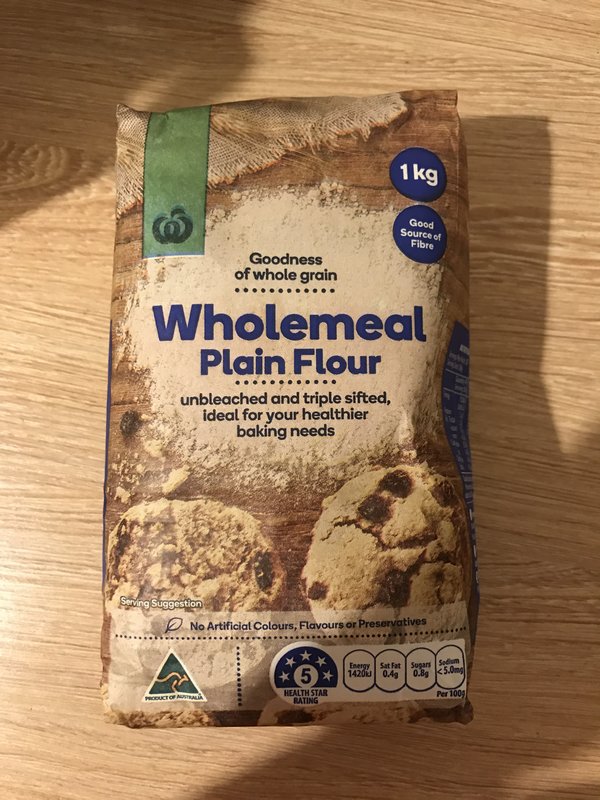 1 kg
Good
Source of
Fibre
Goodness
of whole grain
Wholemeal
Plain Flour
unbleached and triple sifted,
ideal for your healthier
baking needs
Serving Suggestion
No Artificial Colours, Flavours or Preservatives
PRODUCT OF AUSTRALIA
5
HEALTH STAR
RATING
Energy
1420kJ
Sat Fat
0.4g
Sugars
0.8g
Sodium
<5.0mg
Per 100g